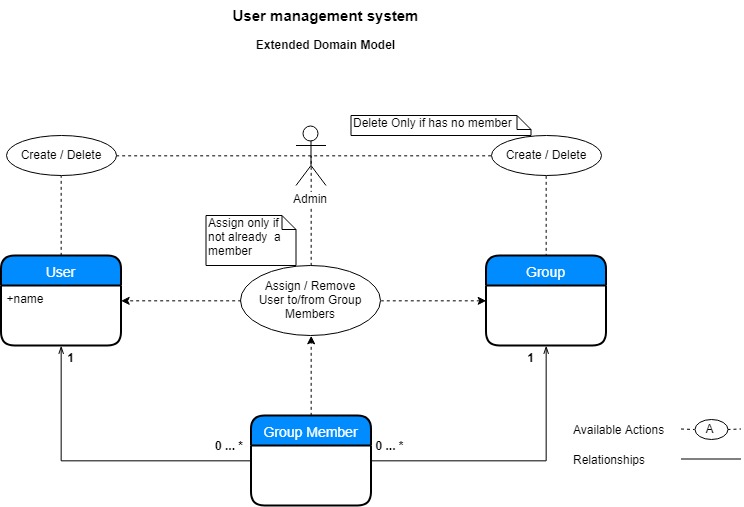 User management system
Extended Domain Model
Delete Only if has no member
Create / Delete
Create / Delete
Admin
Assign only if
not already a
member
User
Group
+name
Assign / Remove
User to/from Group
Members
1
1
Group Member
0 ... *
0 ... *
Available Actions
A
Relationships